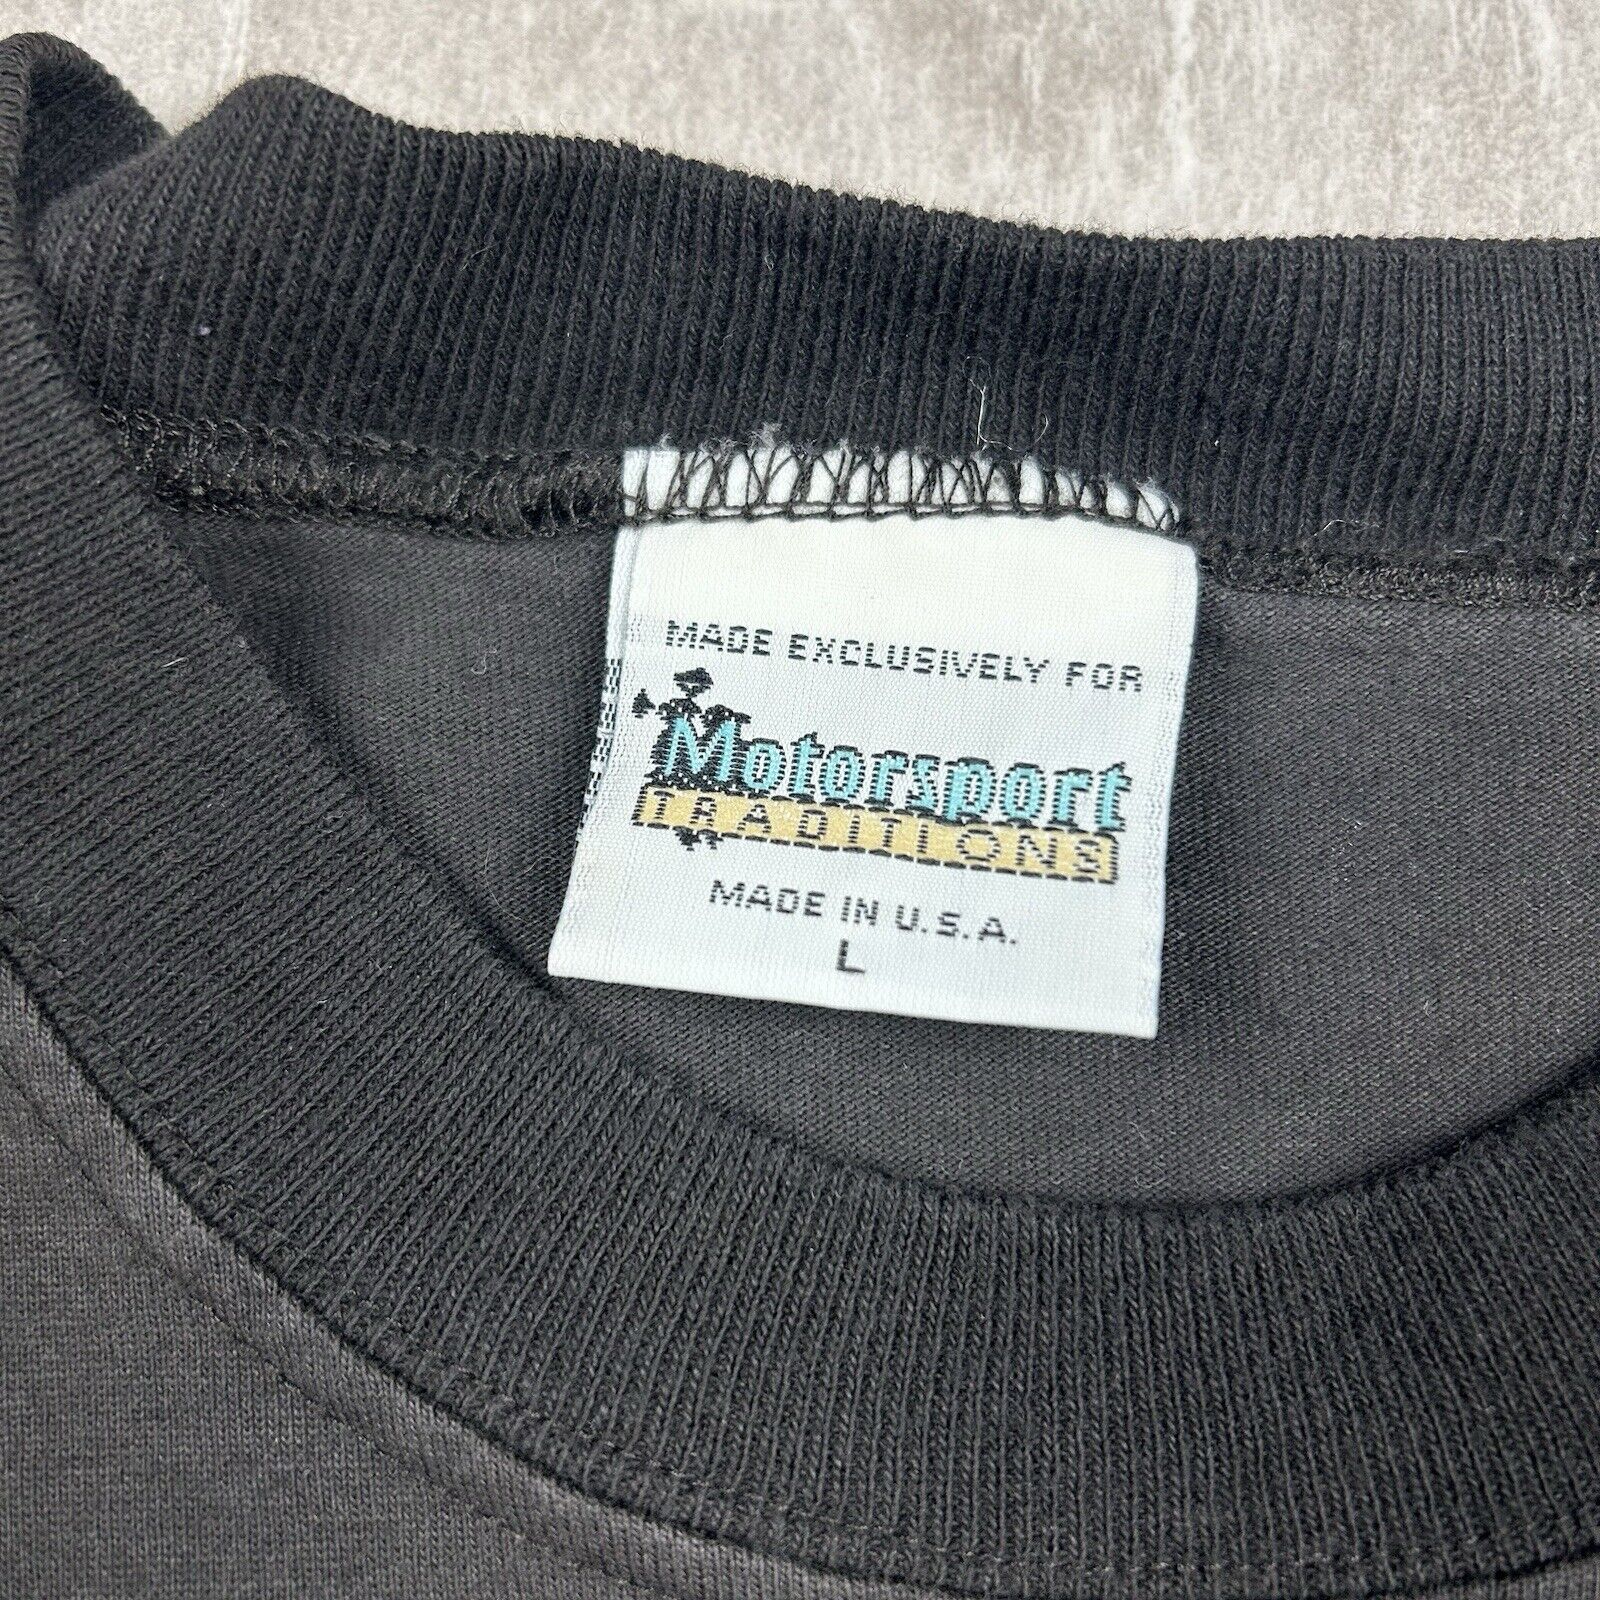 MADE EXCLUSIVELY FOR
Motorsport
TRADITIONS
MADE IN U.S.A.
L